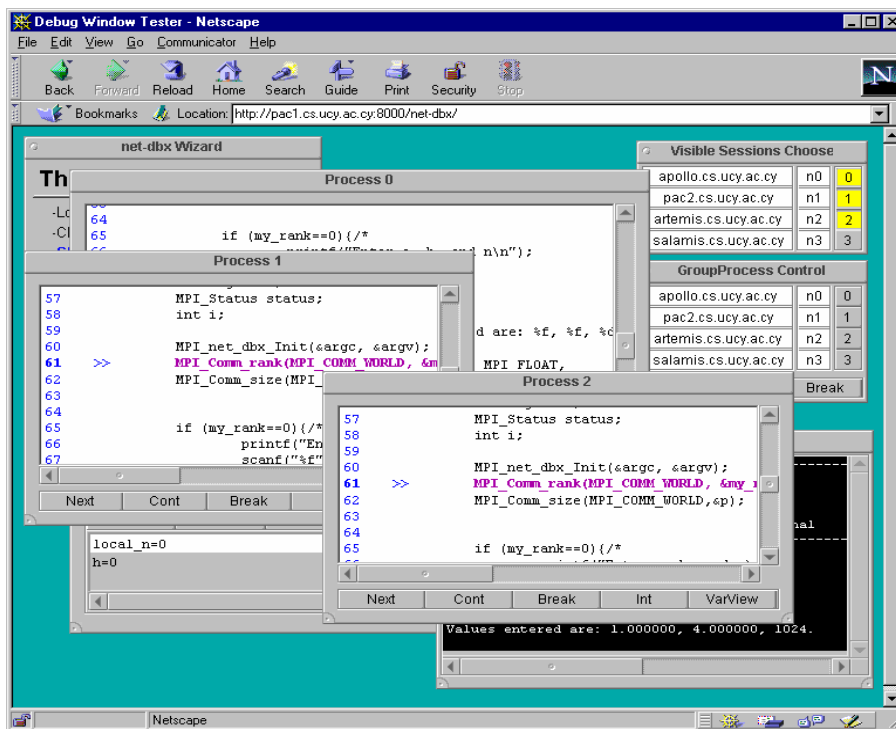 Debug Window Tester - Netscape
File Edit View Go Communicator Help
Back Forward Reload Home Search Guide Print Security Stop
N
Bookmarks Location: http://pac1.cs.ucy.ac.cy:8000/net-dbx/
net-dbx Wizard
Th
Process 0
64
65 if (my_rank==0){/*
n\n");
d are: %f, %f, %d
MPI_FLOAT,
Process 1
57 MPI_Status status;
58 int i;
59
60 MPI_net_dbx_Init(&argc, &argv);
61 >> MPI_Comm_rank(MPI_COMM_WORLD, &m
62 MPI_Comm_size(MPI_
63
64
65 if (my_rank==0){/*
66 printf("En
67 scanf("%f"
Next Cont Break
local_n=0
h=0
Process 2
57 MPI_Status status;
58 int i;
59
60 MPI_net_dbx_Init(&argc, &argv);
61 >> MPI_Comm_rank(MPI_COMM_WORLD, &my_r
62 MPI_Comm_size(MPI_COMM_WORLD,&p);
63
64
65 if (my_rank==0){/*
Next Cont Break Int VarView
Visible Sessions Choose
apollo.cs.ucy.ac.cy n0 0
pac2.cs.ucy.ac.cy n1 1
artemis.cs.ucy.ac.cy n2 2
salamis.cs.ucy.ac.cy n3 3
GroupProcess Control
apollo.cs.ucy.ac.cy n0 0
pac2.cs.ucy.ac.cy n1 1
artemis.cs.ucy.ac.cy n2 2
salamis.cs.ucy.ac.cy n3 3
Break
nal
Values entered are: 1.000000, 4.000000, 1024.
Netscape